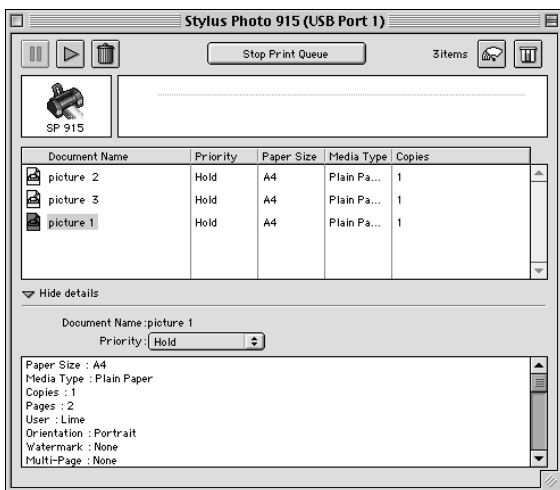 Stylus Photo 915 (USB Port 1)
Stop Print Queue
3items
SP 915
Document Name Priority Paper Size Media Type Copies
picture 2 Hold A4 Plain Pa... 1
picture 3 Hold A4 Plain Pa... 1
picture 1 Hold A4 Plain Pa... 1
Hide details
Document Name :picture 1
Priority: Hold
Paper Size : A4
Media Type : Plain Paper
Copies : 1
Pages : 2
User : Lime
Orientation : Portrait
Watermark : None
Multi-Page : None